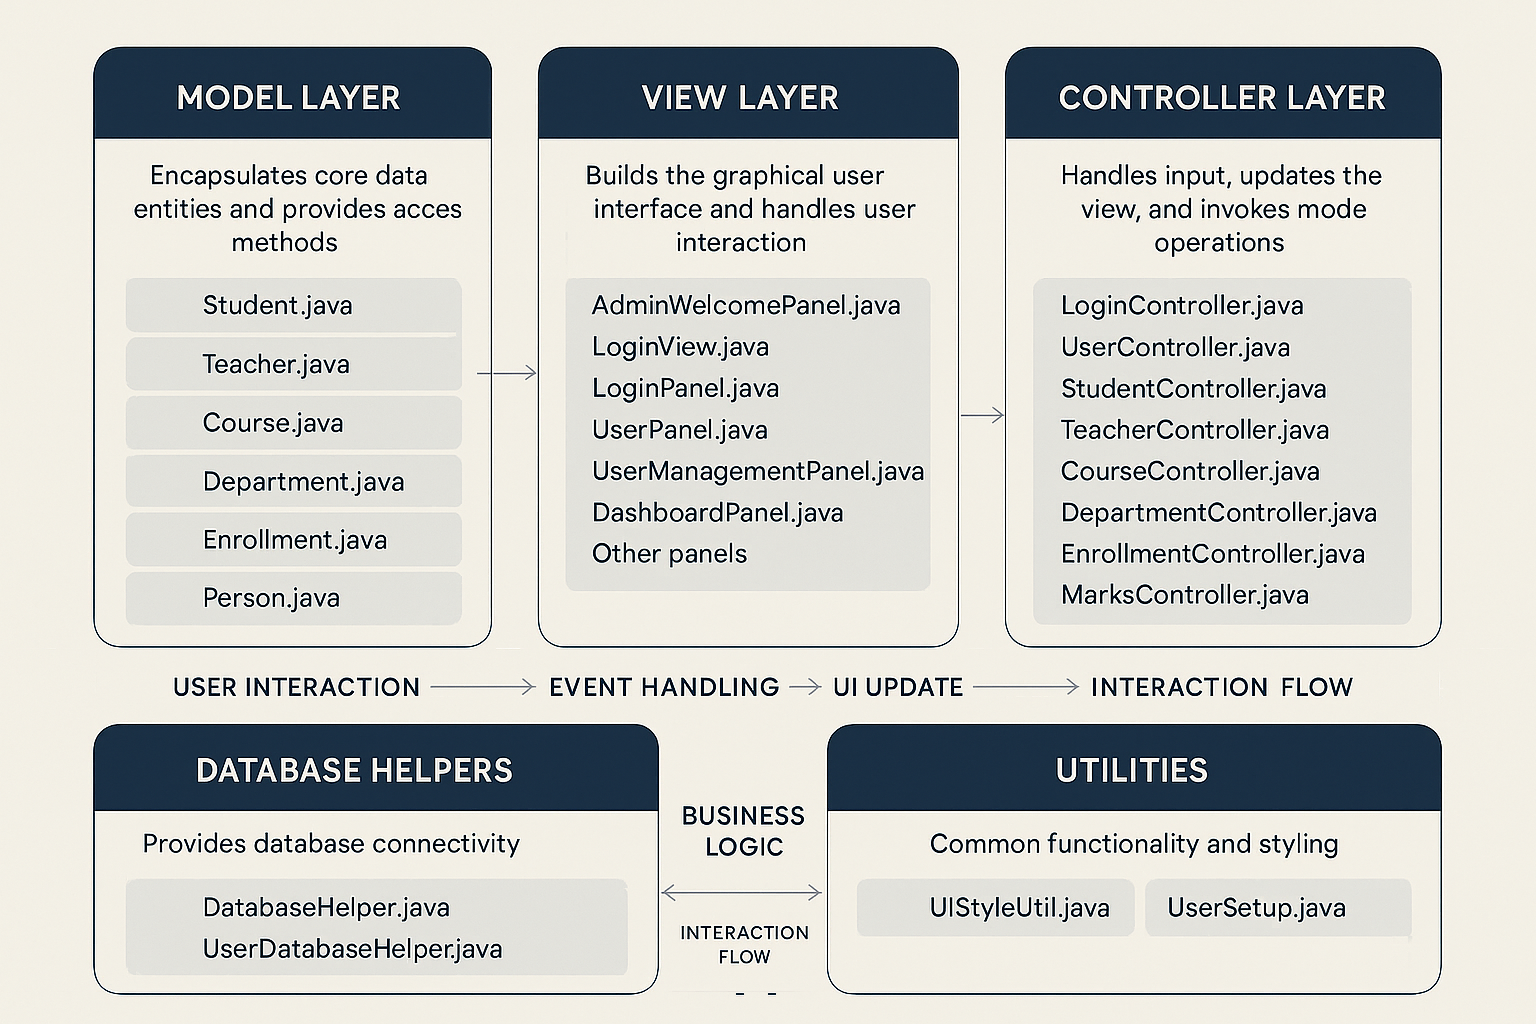 MODEL LAYER
Encapsulates core data
entities and provides acces
methods
Student.java
Teacher.java
Course.java
Department.java
Enrollment.java
Person.java
VIEW LAYER
Builds the graphical user
interface and handles user
interaction
AdminWelcomePanel.java
LoginView.java
LoginPanel.java
UserPanel.java
UserManagementPanel.java
DashboardPanel.java
Other panels
CONTROLLER LAYER
Handles input, updates the
view, and invokes mode
operations
LoginController.java
UserController.java
StudentController.java
TeacherController.java
CourseController.java
DepartmentController.java
EnrollmentController.java
MarksController.java
USER INTERACTION EVENT HANDLING UI UPDATE INTERACTION FLOW
DATABASE HELPERS
Provides database connectivity
DatabaseHelper.java
UserDatabaseHelper.java
BUSINESS
LOGIC
INTERACTION
FLOW
UTILITIES
Common functionality and styling
UIStyleUtil.java UserSetup.java